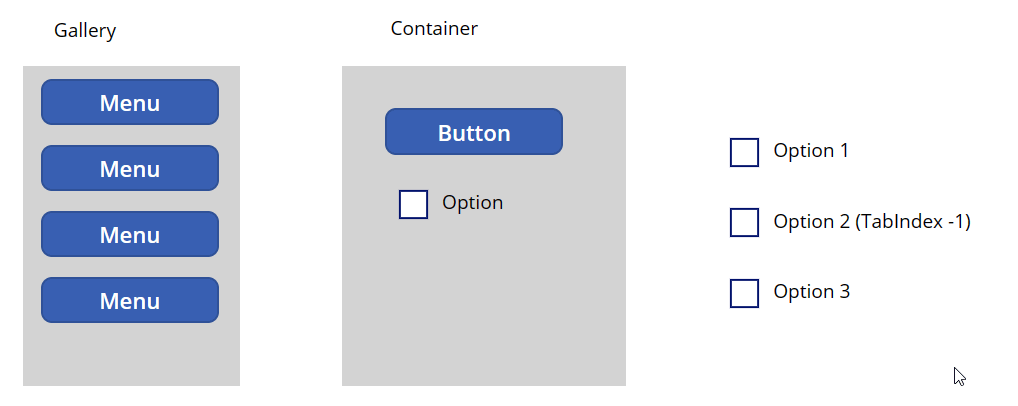 Gallery
Menu
Menu
Menu
Menu
Container
Button
Option
Option 1
Option 2 (TabIndex -1)
Option 3